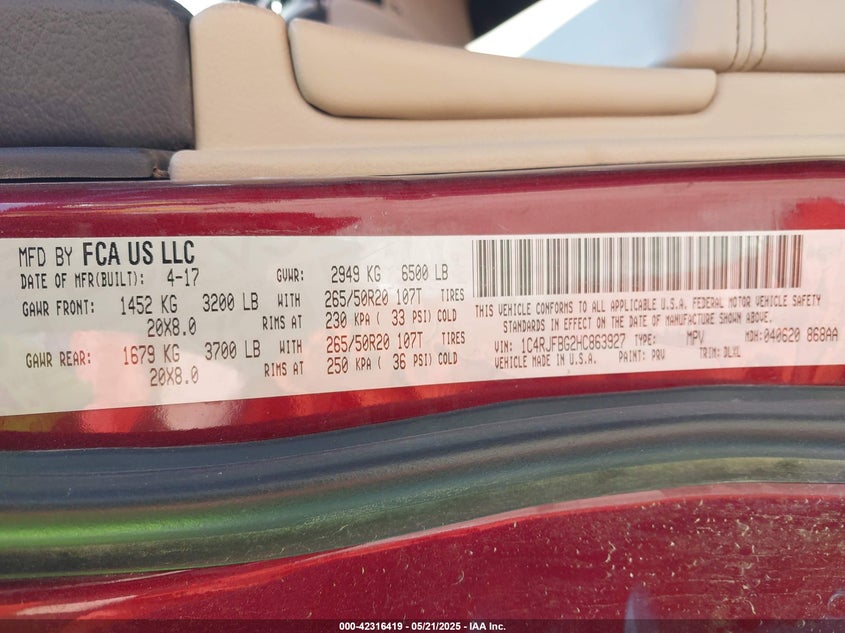 MFD BY FCA US LLC
DATE OF MFR(BUILT): 4-17 GVWR: 2949 KG 6500 LB
GAWR FRONT: 1452 KG 3200 LB WITH 265/50R20 107T TIRES
20X8.0 RIMS AT 230 KPA ( 33 PSI) COLD
GAWR REAR: 1679 KG 3700 LB WITH 265/50R20 107T TIRES
20X8.0 RIMS AT 250 KPA ( 36 PSI) COLD
THIS VEHICLE CONFORMS TO ALL APPLICABLE U.S.A. FEDERAL MOTOR VEHICLE SAFETY
STANDARDS IN EFFECT ON THE DATE OF MANUFACTURE SHOWN ABOVE.
VIN: 1C4RJFBG2HC863927 TYPE: MPV MDH: 040620 868AA
VEHICLE MADE IN U.S.A. PAINT: PRV TRIM: DLXL
000-42316419 - 05/21/2025 - IAA Inc.